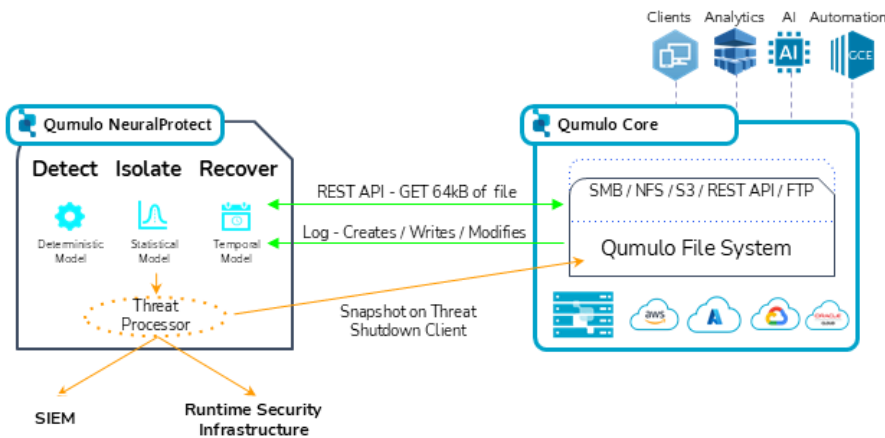 Clients Analytics AI Automation
AI
GCE
Qumulo NeuralProtect
Qumulo Core
Detect Isolate Recover
Deterministic
Model
Statistical
Model
Temporal
Model
REST API - GET 64kB of file
Log - Creates / Writes / Modifies
SMB / NFS / S3 / REST API / FTP
Qumulo File System
Threat
Processor
Snapshot on Threat
Shutdown Client
aws
ORACLE
CLOUD
SIEM
Runtime Security
Infrastructure